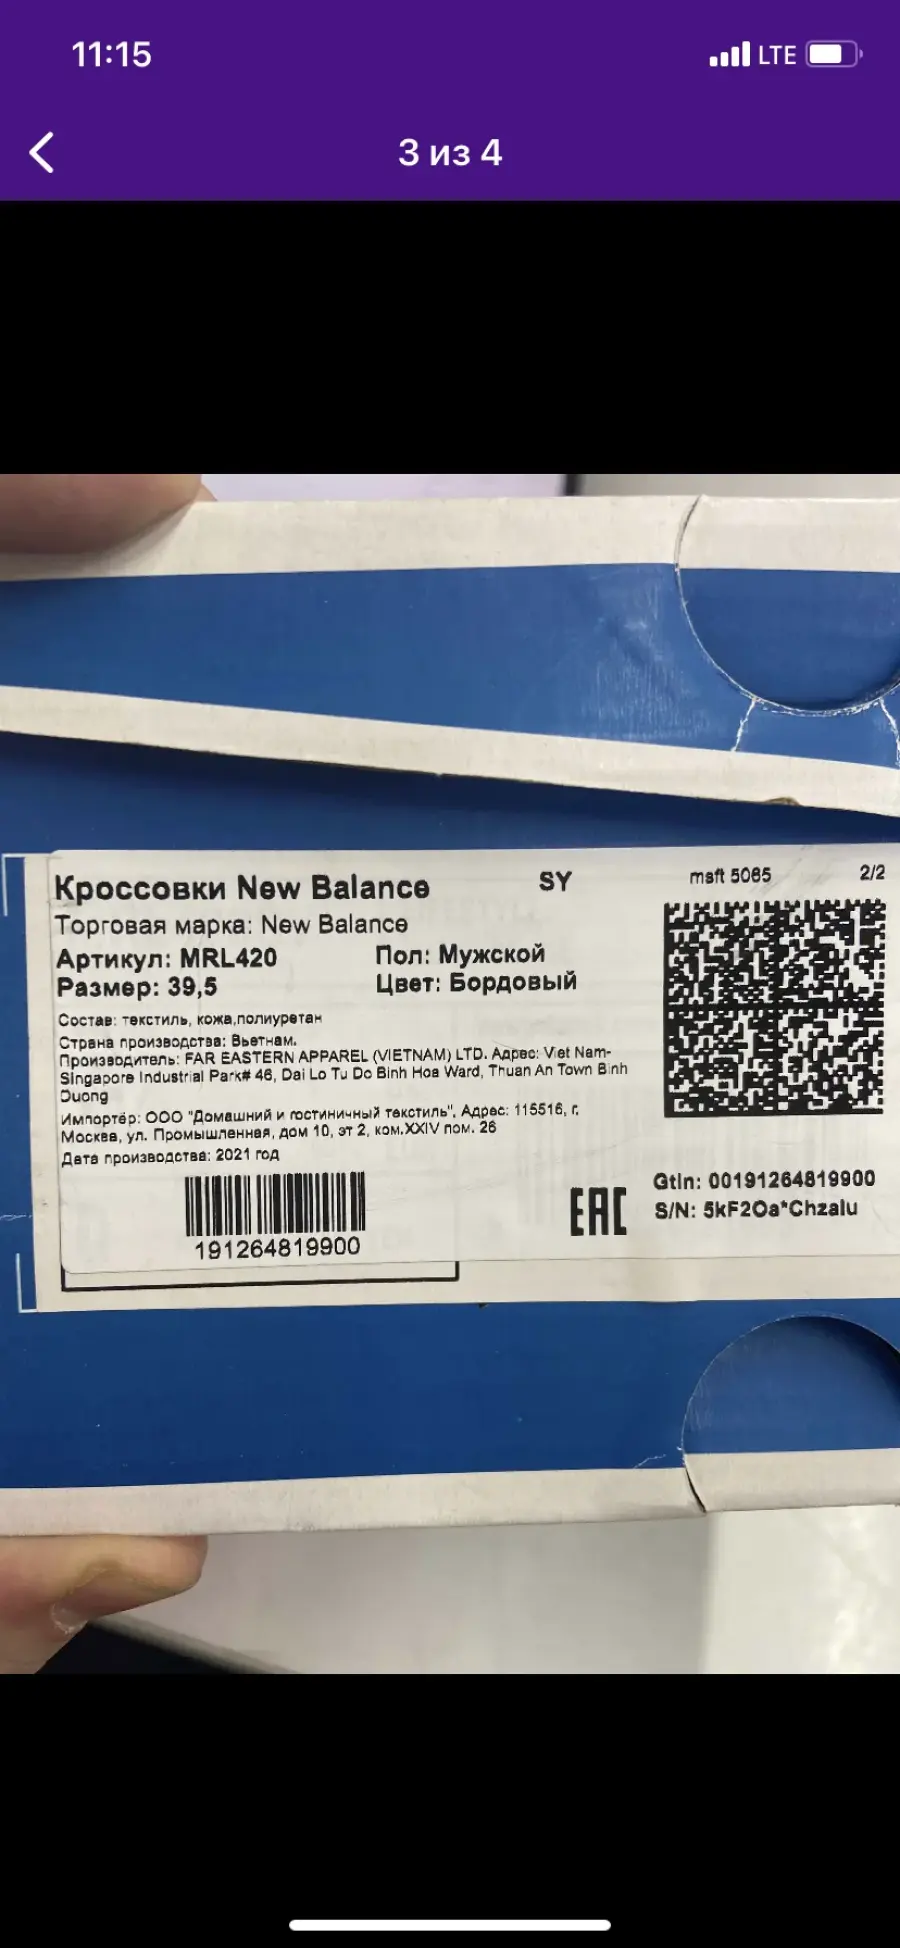 11:15
LTE
3 из 4
Кроссовки New Balance
SY
msft 5065
2/2
Торговая марка: New Balance
Артикул: MRL420
Пол: Мужской
Размер: 39,5
Цвет: Бордовый
Состав: текстиль, кожа,полиуретан
Страна производства: Вьетнам.
Производитель: FAR EASTERN APPAREL (VIETNAM) LTD. Адрес: Viet Nam-
Singapore Industrial Park# 46, Dai Lo Tu Do Binh Hoa Ward, Thuan An Town Binh
Duong
Импортёр: ООО "Домашний и гостиничный текстиль", Адрес: 115516, г.
Москва, ул. Промышленная, дом 10, эт 2, ком.XXIV пом. 26
Дата производства: 2021 год
191264819900
EAC
Gtin: 00191264819900
S/N: 5kF2Oa*Chzalu